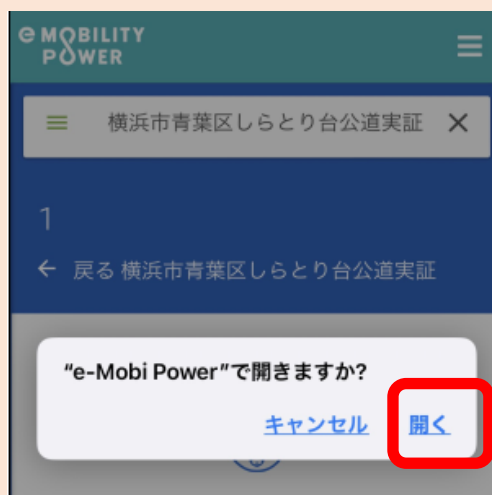 e MOBILITY
POWER
横浜市青葉区しらとり台公道実証
1
戻る 横浜市青葉区しらとり台公道実証
“e-Mobi Power”で開きますか?
キャンセル 開く